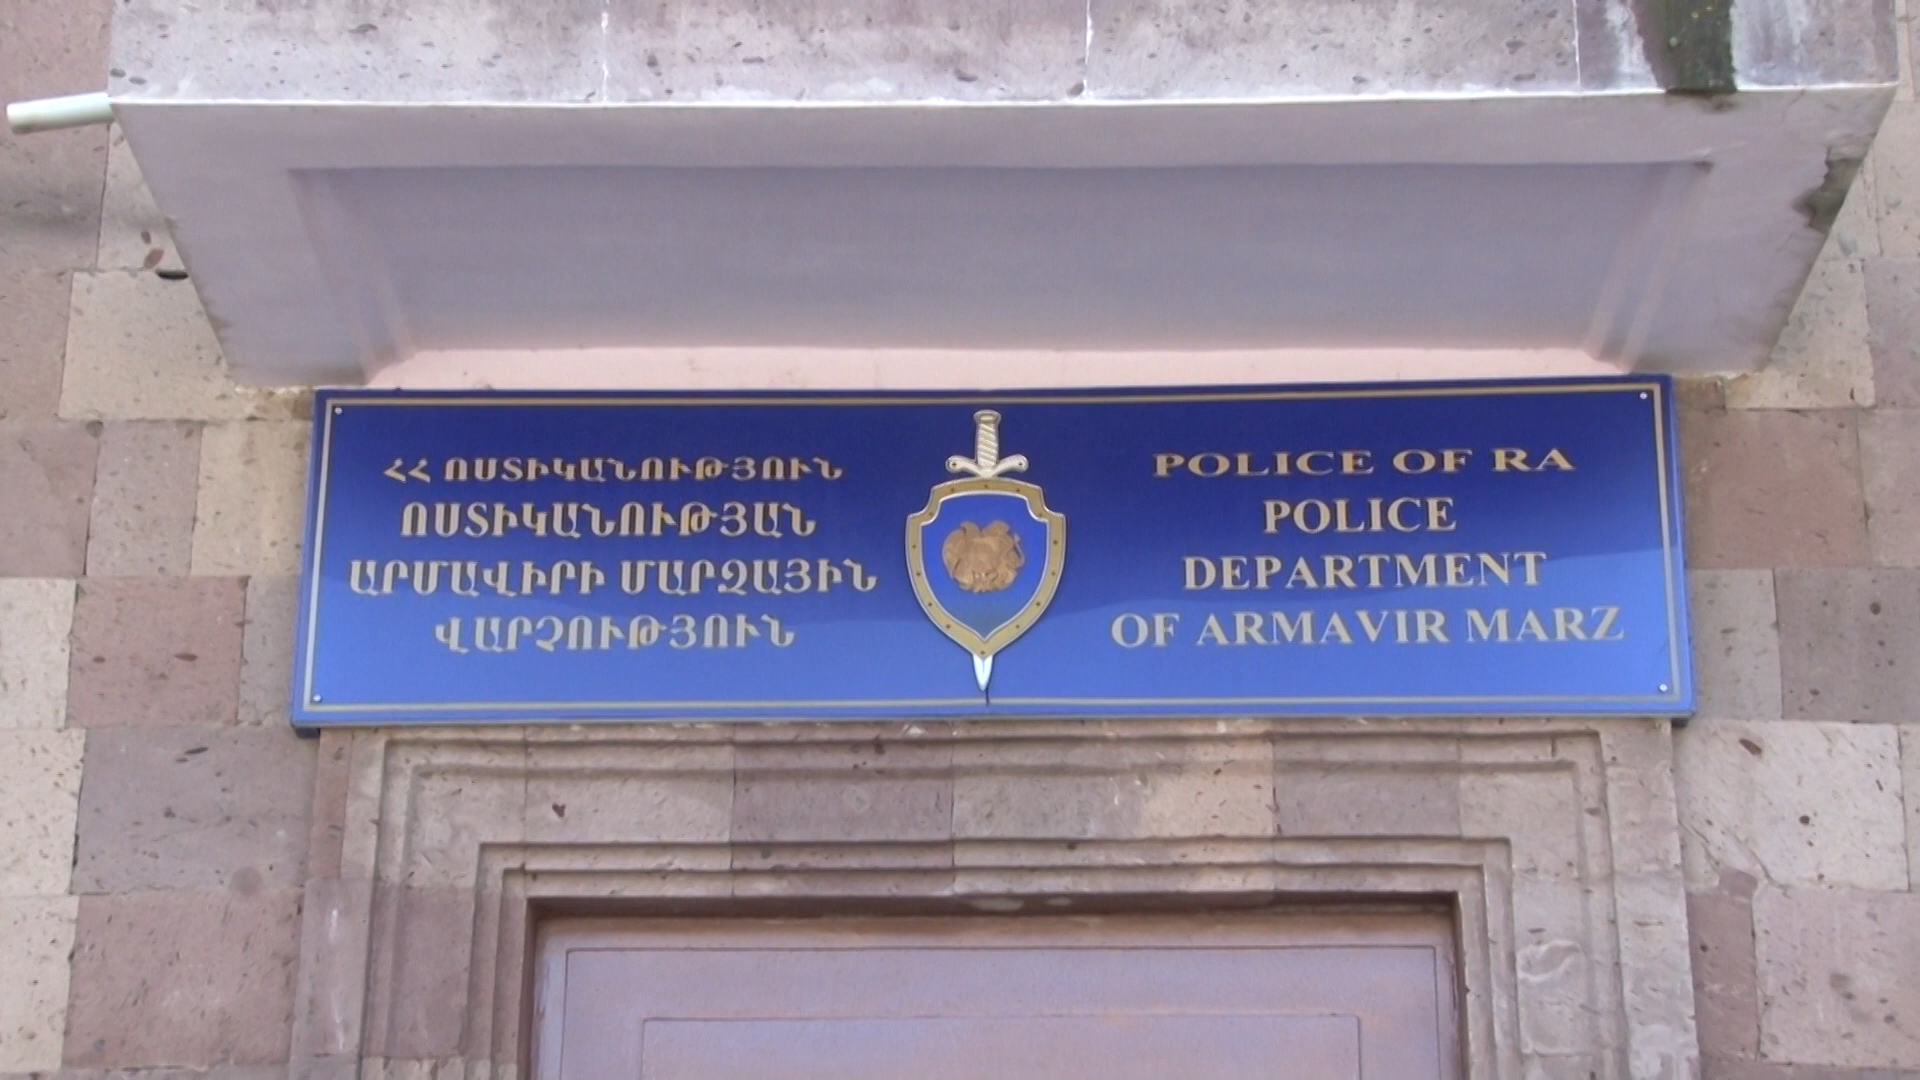 ՀՀ ՈՍՏԻԿԱՆՈՒԹՅՈՒՆ
ՈՍՏԻԿԱՆՈՒԹՅԱՆ
ԱՐՄԱՎԻՐԻ ՄԱՐԶԱՅԻՆ
ՎԱՐՉՈՒԹՅՈՒՆ
POLICE OF RA
POLICE
DEPARTMENT
OF ARMAVIR MARZ